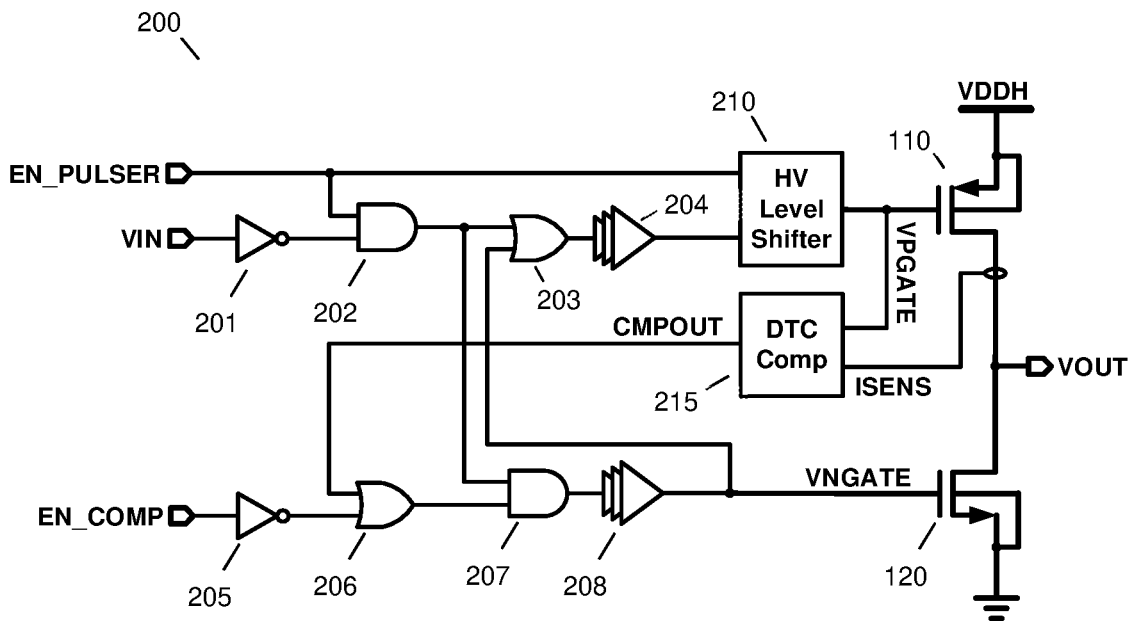 200
210
VDDH
110
EN_PULSER
HV
Level
Shifter
204
VIN
201
202
203
VPGATE
CMPOUT
DTC
Comp
215
ISENS
VOUT
VNGATE
EN_COMP
205
206
207
208
120